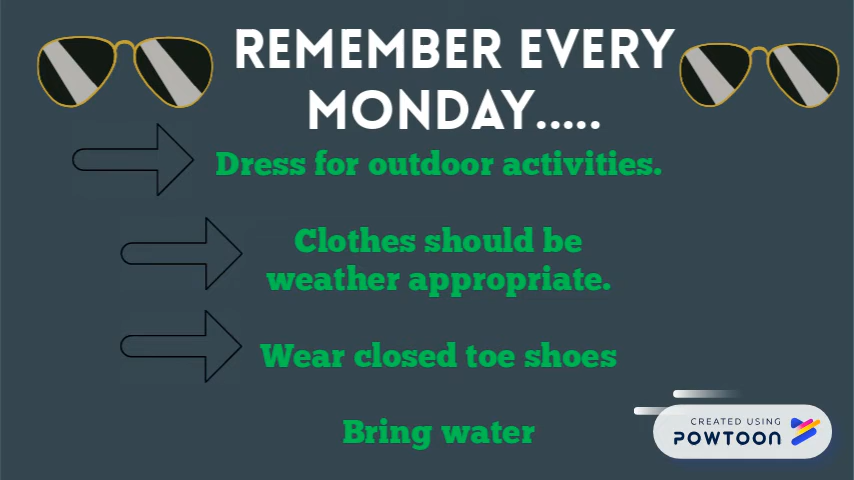 REMEMBER EVERY
MONDAY.....
Dress for outdoor activities.
Clothes should be
weather appropriate.
Wear closed toe shoes
Bring water
CREATED USING
POWTOON